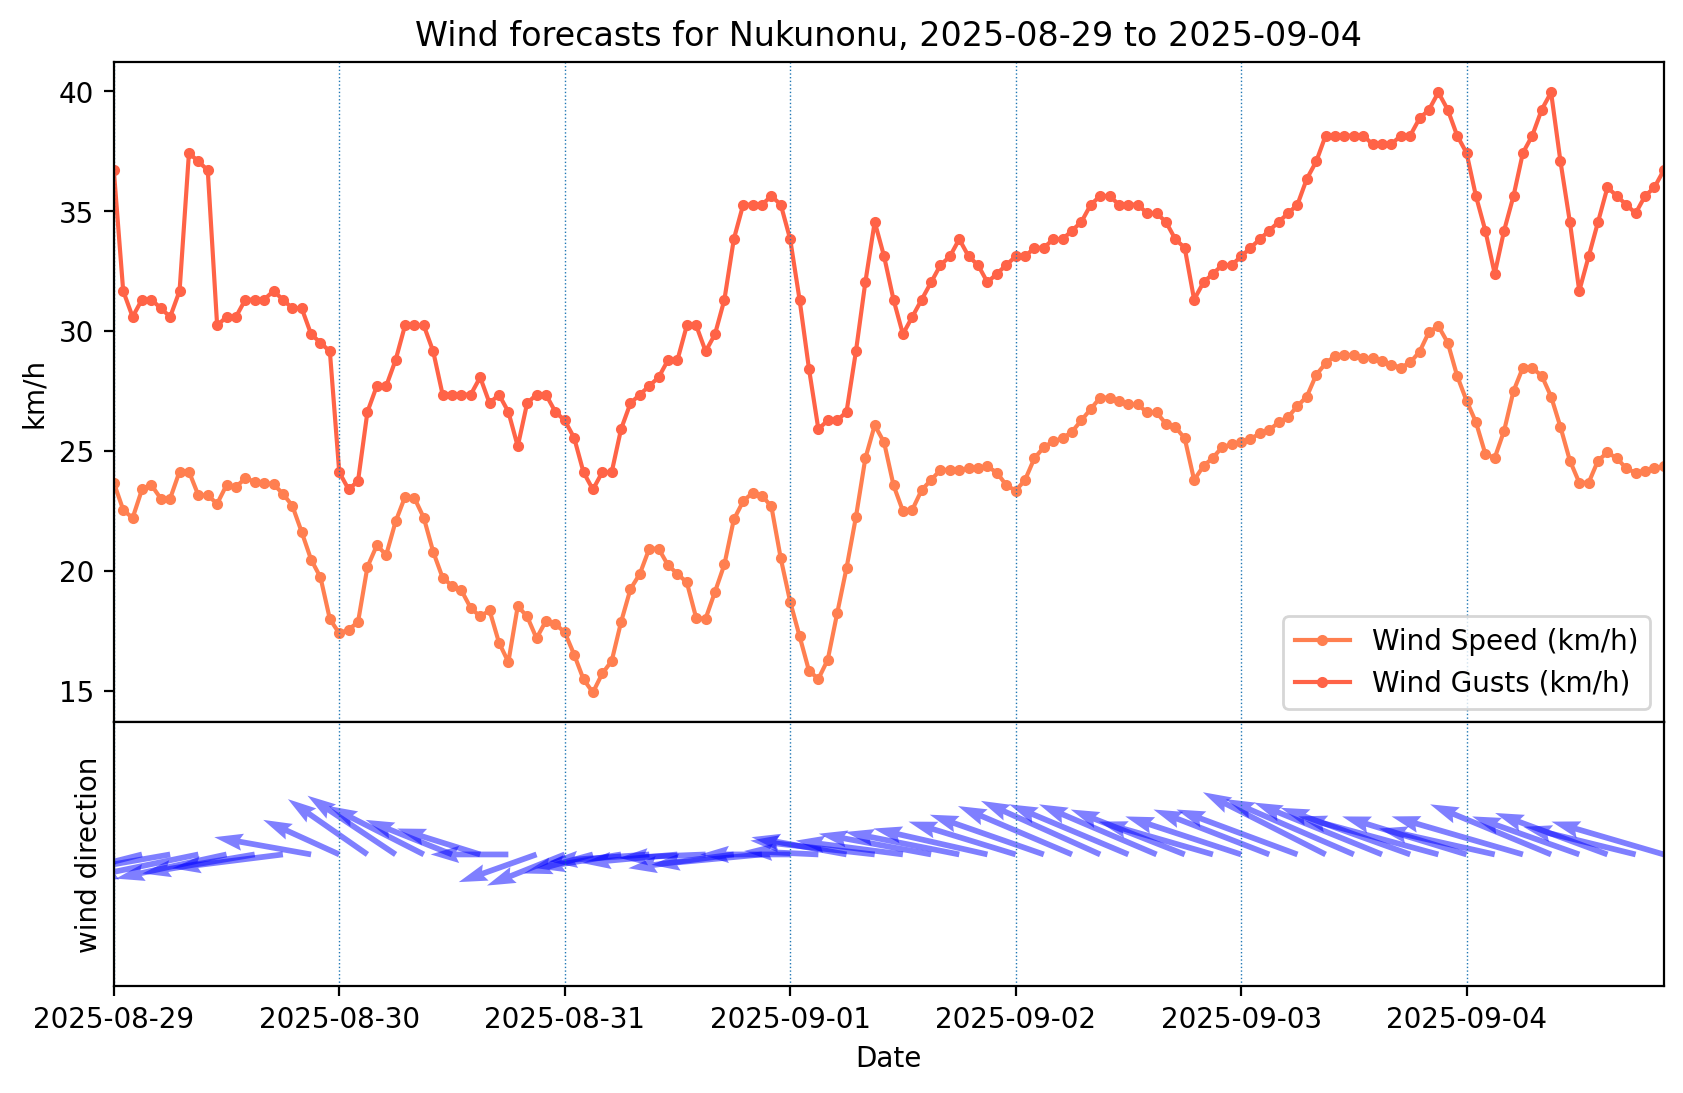 Wind forecasts for Nukunonu, 2025-08-29 to 2025-09-04
40
35
30
25
20
15
km/h
Wind Speed (km/h)
Wind Gusts (km/h)
wind direction
2025-08-29 2025-08-30 2025-08-31 2025-09-01 2025-09-02 2025-09-03 2025-09-04
Date